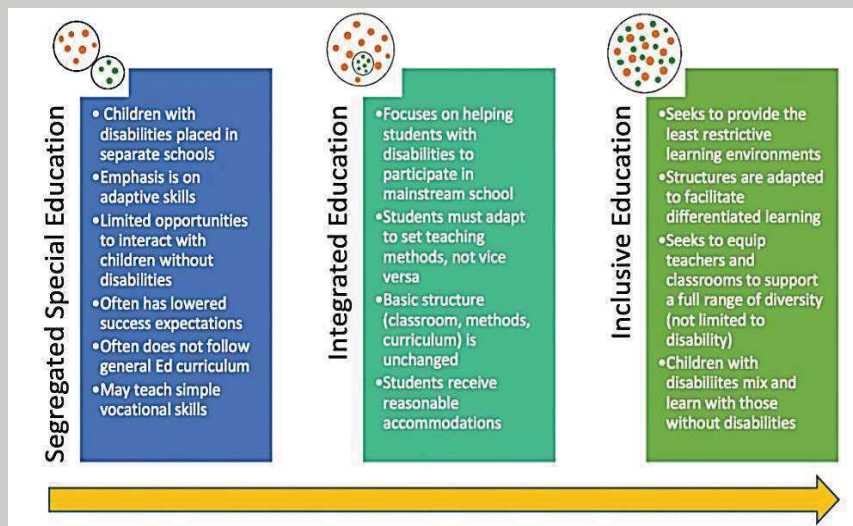 Segregated Special Education
• Children with
disabilities placed in
separate schools
•Emphasis is on
adaptive skills
•Limited opportunities
to interact with
children without
disabilities
•Often has lowered
success expectations
•Often does not follow
general Ed curriculum
•May teach simple
vocational skills
Integrated Education
•Focuses on helping
students with
disabilities to
participate in
mainstream school
•Students must adapt
to set teaching
methods, not vice
versa
•Basic structure
(classroom, methods,
curriculum) is
unchanged
•Students receive
reasonable
accommodations
Inclusive Education
•Seeks to provide the
least restrictive
learning environments
•Structures are adapted
to facilitate
differentiated learning
•Seeks to equip
teachers and
classrooms to support
a full range of diversity
(not limited to
disability)
•Children with
disabiliites mix and
learn with those
without disabilities